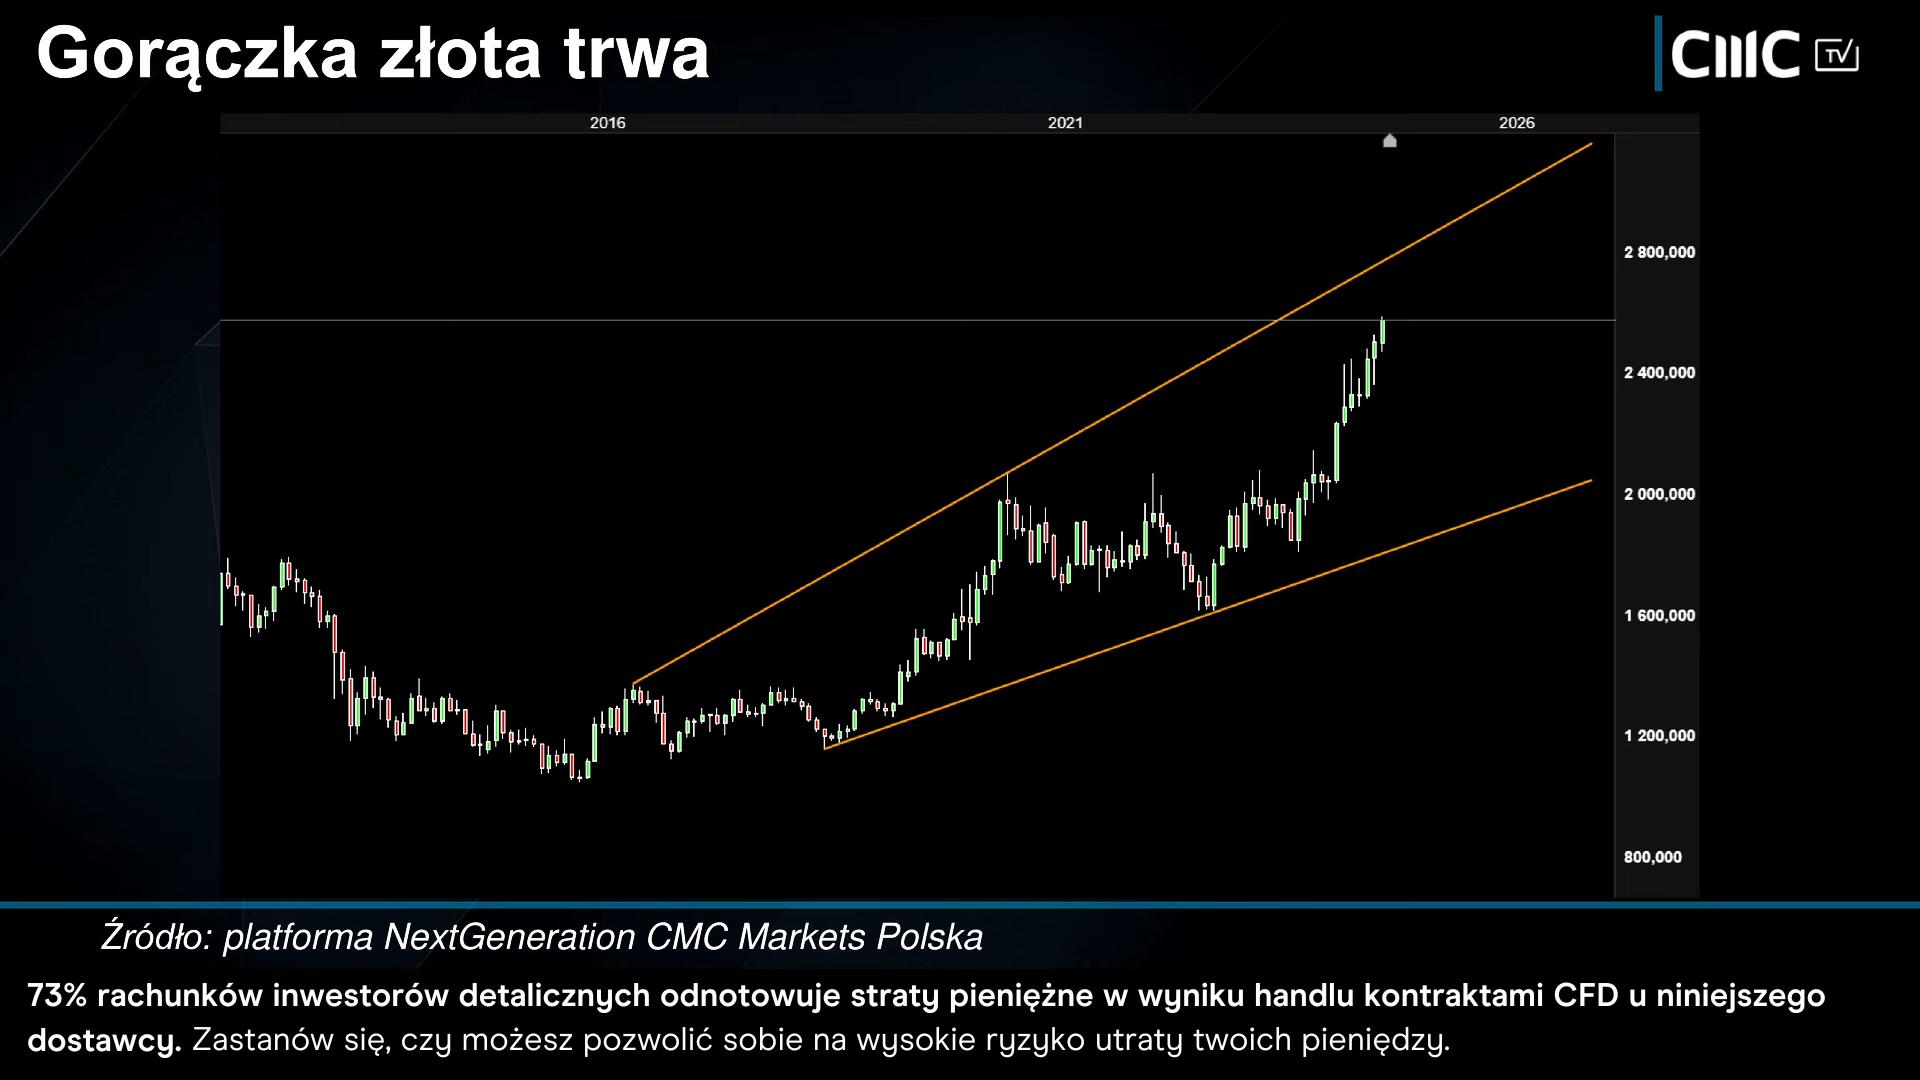 Gorączka złota trwa
CMC TV
2016 2021 2026
2 800,000
2 400,000
2 000,000
1 600,000
1 200,000
800,000
Źródło: platforma NextGeneration CMC Markets Polska
73% rachunków inwestorów detalicznych odnotowuje straty pieniężne w wyniku handlu kontraktami CFD u niniejszego
dostawcy. Zastanów się, czy możesz pozwolić sobie na wysokie ryzyko utraty twoich pieniędzy.